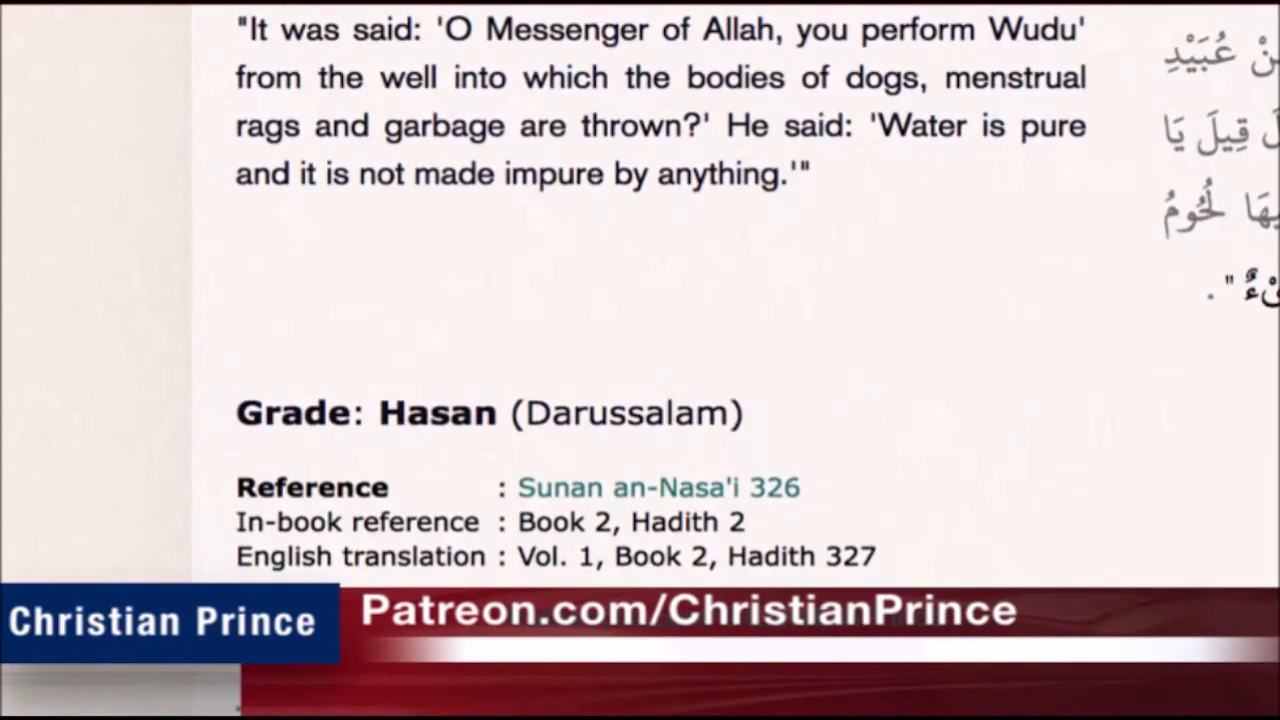 "It was said: 'O Messenger of Allah, you perform Wudu'
from the well into which the bodies of dogs, menstrual
rags and garbage are thrown?' He said: 'Water is pure
and it is not made impure by anything.'"
عُبَيْدِ
قِيلَ يَا
لُحُومُ
" .
Grade: Hasan (Darussalam)
Reference : Sunan an-Nasa'i 326
In-book reference : Book 2, Hadith 2
English translation : Vol. 1, Book 2, Hadith 327
Christian Prince
Patreon.com/ChristianPrince